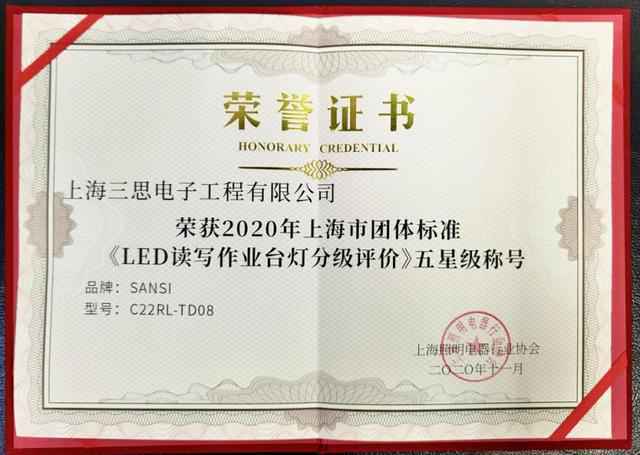 荣誉证书
HONORARY CREDENTIAL
上海三思电子工程有限公司
荣获2020年上海市团体标准
《LED读写作业台灯分级评价》五星级称号
品牌：SANSI
型号：C22RL-TD08
上海照明电器行业协会
二〇二〇年十一月